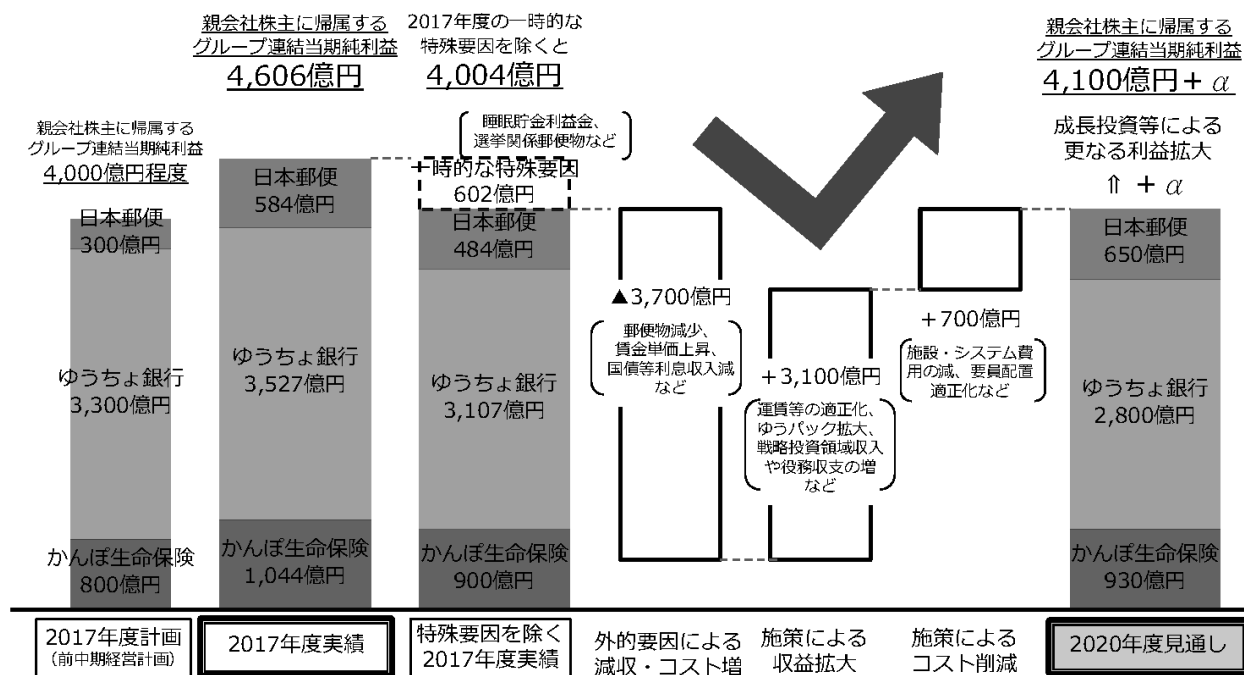 親会社株主に帰属する
グループ連結当期純利益
4,000億円程度
日本郵便
300億円
ゆうちょ銀行
3,300億円
かんぽ生命保険
800億円
2017年度計画
(前中期経営計画)
親会社株主に帰属する
グループ連結当期純利益
4,606億円
日本郵便
584億円
ゆうちょ銀行
3,527億円
かんぽ生命保険
1,044億円
2017年度実績
2017年度の一時的な
特殊要因を除くと
4,004億円
睡眠貯金利益金、
選挙関係郵便物など
一時的な特殊要因
602億円
日本郵便
484億円
ゆうちょ銀行
3,107億円
かんぽ生命保険
900億円
特殊要因を除く
2017年度実績
▲3,700億円
郵便物減少、
賃金単価上昇、
国債等利息収入減
など
外的要因による
減収・コスト増
+3,100億円
運賃等の適正化、
ゆうパック拡大、
戦略投資領域収入
や役務収支の増
など
施策による
収益拡大
+700億円
施設・システム費
用の減、要員配置
適正化など
施策による
コスト削減
親会社株主に帰属する
グループ連結当期純利益
4,100億円+α
成長投資等による
更なる利益拡大
⇑ +α
日本郵便
650億円
ゆうちょ銀行
2,800億円
かんぽ生命保険
930億円
2020年度見通し